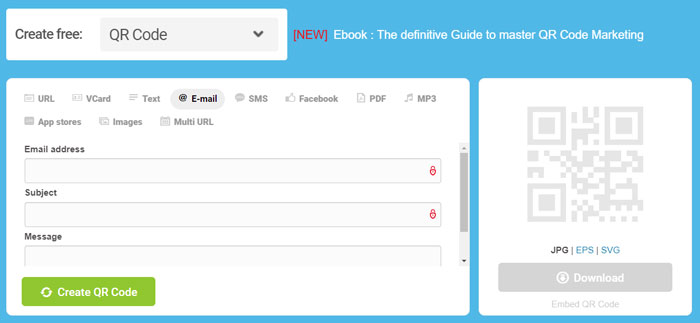 Create free: QR Code [NEW] Ebook : The definitive Guide to master QR Code Marketing
URL VCard Text @ E-mail SMS Facebook PDF MP3
App stores Images Multi URL
Email address
Subject
Message
Create QR Code
JPG | EPS | SVG
Download
Embed QR Code